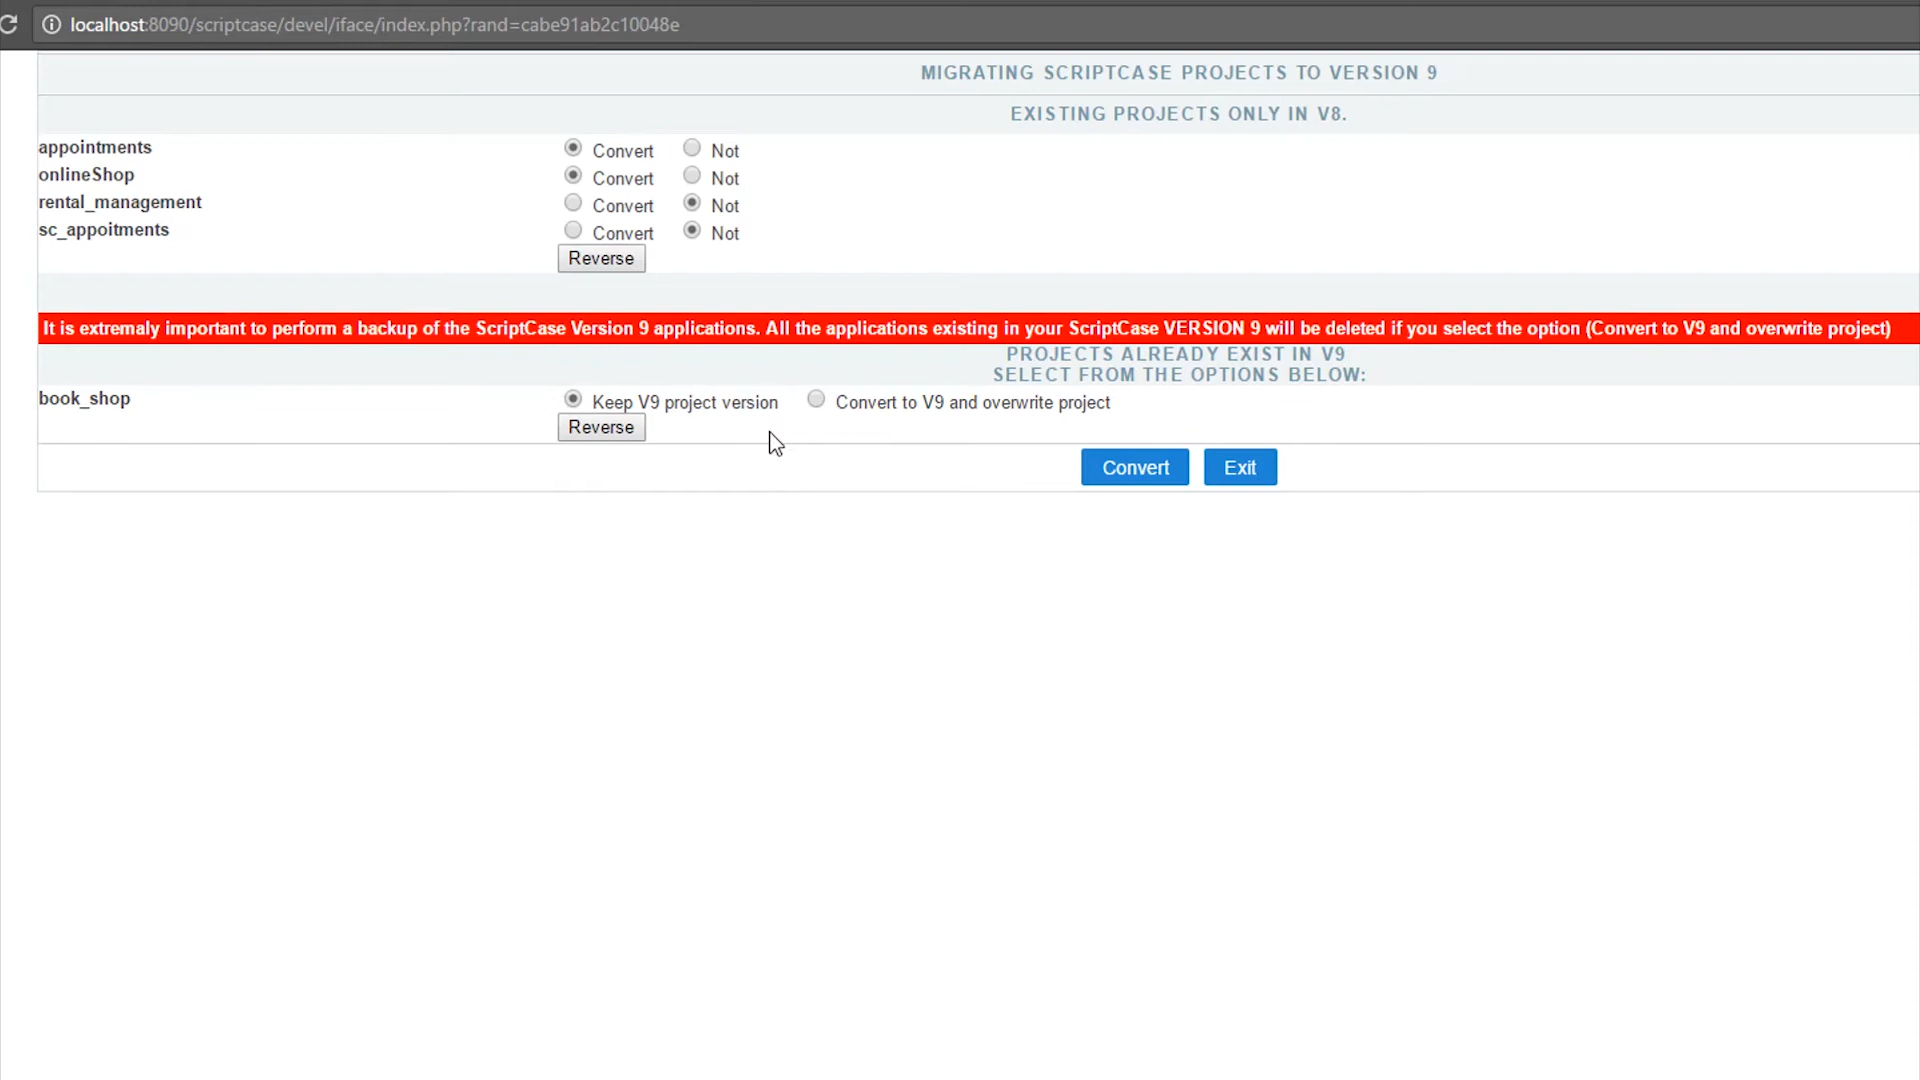 localhost:8090/scriptcase/devel/iface/index.php?rand=cabe91ab2c10048e
MIGRATING SCRIPTCASE PROJECTS TO VERSION 9
EXISTING PROJECTS ONLY IN V8.
appointments Convert Not
onlineShop Convert Not
rental_management Convert Not
sc_appoitments Convert Not
Reverse
It is extremaly important to perform a backup of the ScriptCase Version 9 applications. All the applications existing in your ScriptCase VERSION 9 will be deleted if you select the option (Convert to V9 and overwrite project)
PROJECTS ALREADY EXIST IN V9
SELECT FROM THE OPTIONS BELOW:
book_shop Keep V9 project version Convert to V9 and overwrite project
Reverse
Convert Exit